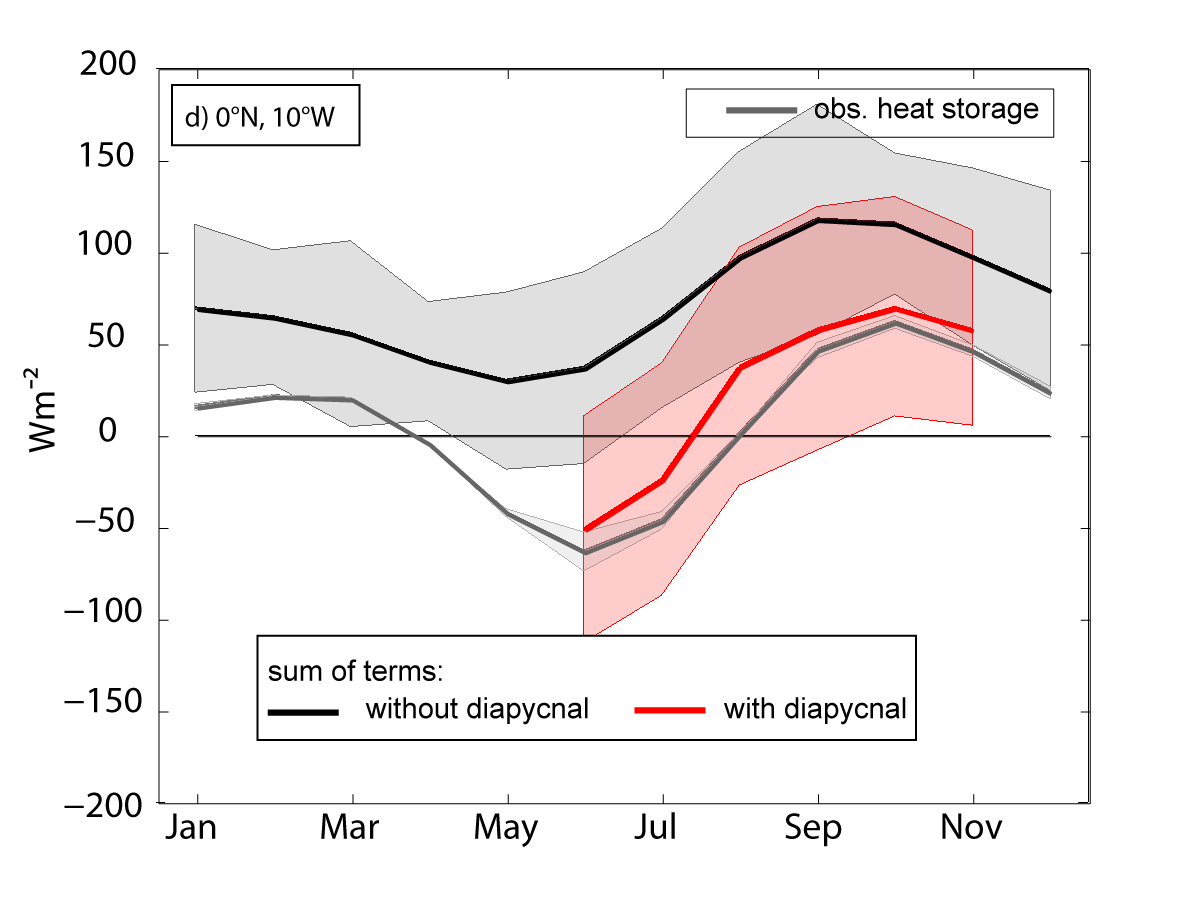 200
d) 0°N, 10°W
obs. heat storage
150
100
50
0
−50
−100
−150
−200
Wm⁻²
sum of terms:
without diapycnal
with diapycnal
Jan Mar May Jul Sep Nov